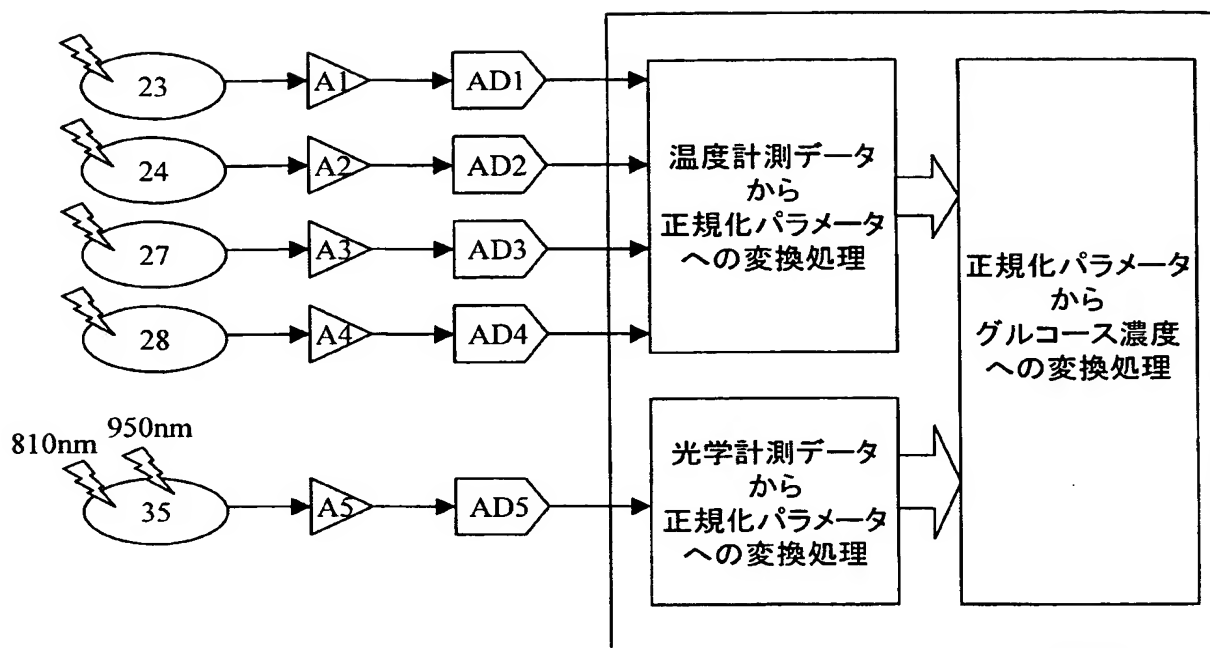 23
A1
AD1
24
A2
AD2
27
A3
AD3
28
A4
AD4
温度計測データ
から
正規化パラメータ
への変換処理
正規化パラメータ
から
グルコース濃度
への変換処理
810nm
950nm
35
A5
AD5
光学計測データ
から
正規化パラメータ
への変換処理